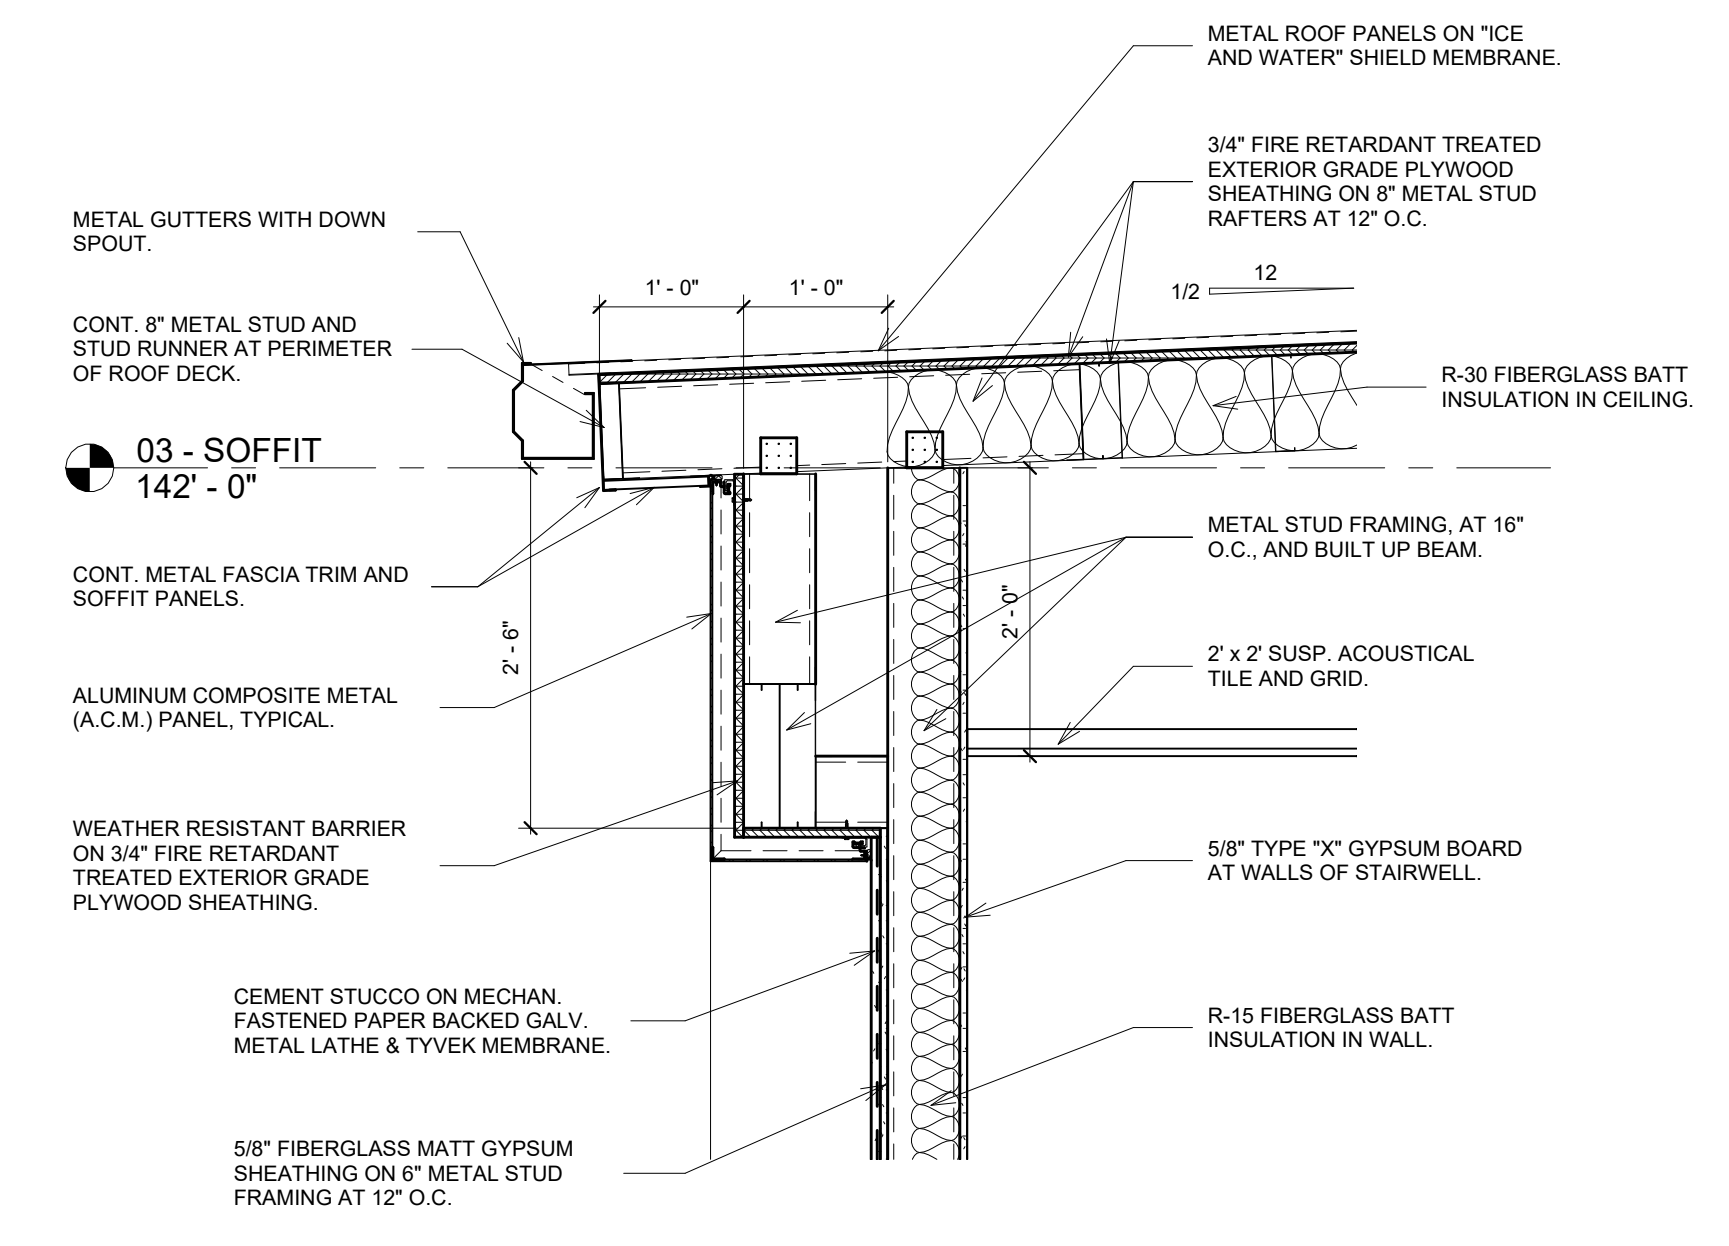 METAL ROOF PANELS ON "ICE
AND WATER" SHIELD MEMBRANE.
3/4" FIRE RETARDANT TREATED
EXTERIOR GRADE PLYWOOD
SHEATHING ON 8" METAL STUD
RAFTERS AT 12" O.C.
METAL GUTTERS WITH DOWN
SPOUT.
12
1/2
1' - 0"
1' - 0"
CONT. 8" METAL STUD AND
STUD RUNNER AT PERIMETER
OF ROOF DECK.
R-30 FIBERGLASS BATT
INSULATION IN CEILING.
03 - SOFFIT
142' - 0"
METAL STUD FRAMING, AT 16"
O.C., AND BUILT UP BEAM.
CONT. METAL FASCIA TRIM AND
SOFFIT PANELS.
2' - 6"
2' - 0"
2' x 2' SUSP. ACOUSTICAL
TILE AND GRID.
ALUMINUM COMPOSITE METAL
(A.C.M.) PANEL, TYPICAL.
WEATHER RESISTANT BARRIER
ON 3/4" FIRE RETARDANT
TREATED EXTERIOR GRADE
PLYWOOD SHEATHING.
5/8" TYPE "X" GYPSUM BOARD
AT WALLS OF STAIRWELL.
CEMENT STUCCO ON MECHAN.
FASTENED PAPER BACKED GALV.
METAL LATHE & TYVEK MEMBRANE.
R-15 FIBERGLASS BATT
INSULATION IN WALL.
5/8" FIBERGLASS MATT GYPSUM
SHEATHING ON 6" METAL STUD
FRAMING AT 12" O.C.